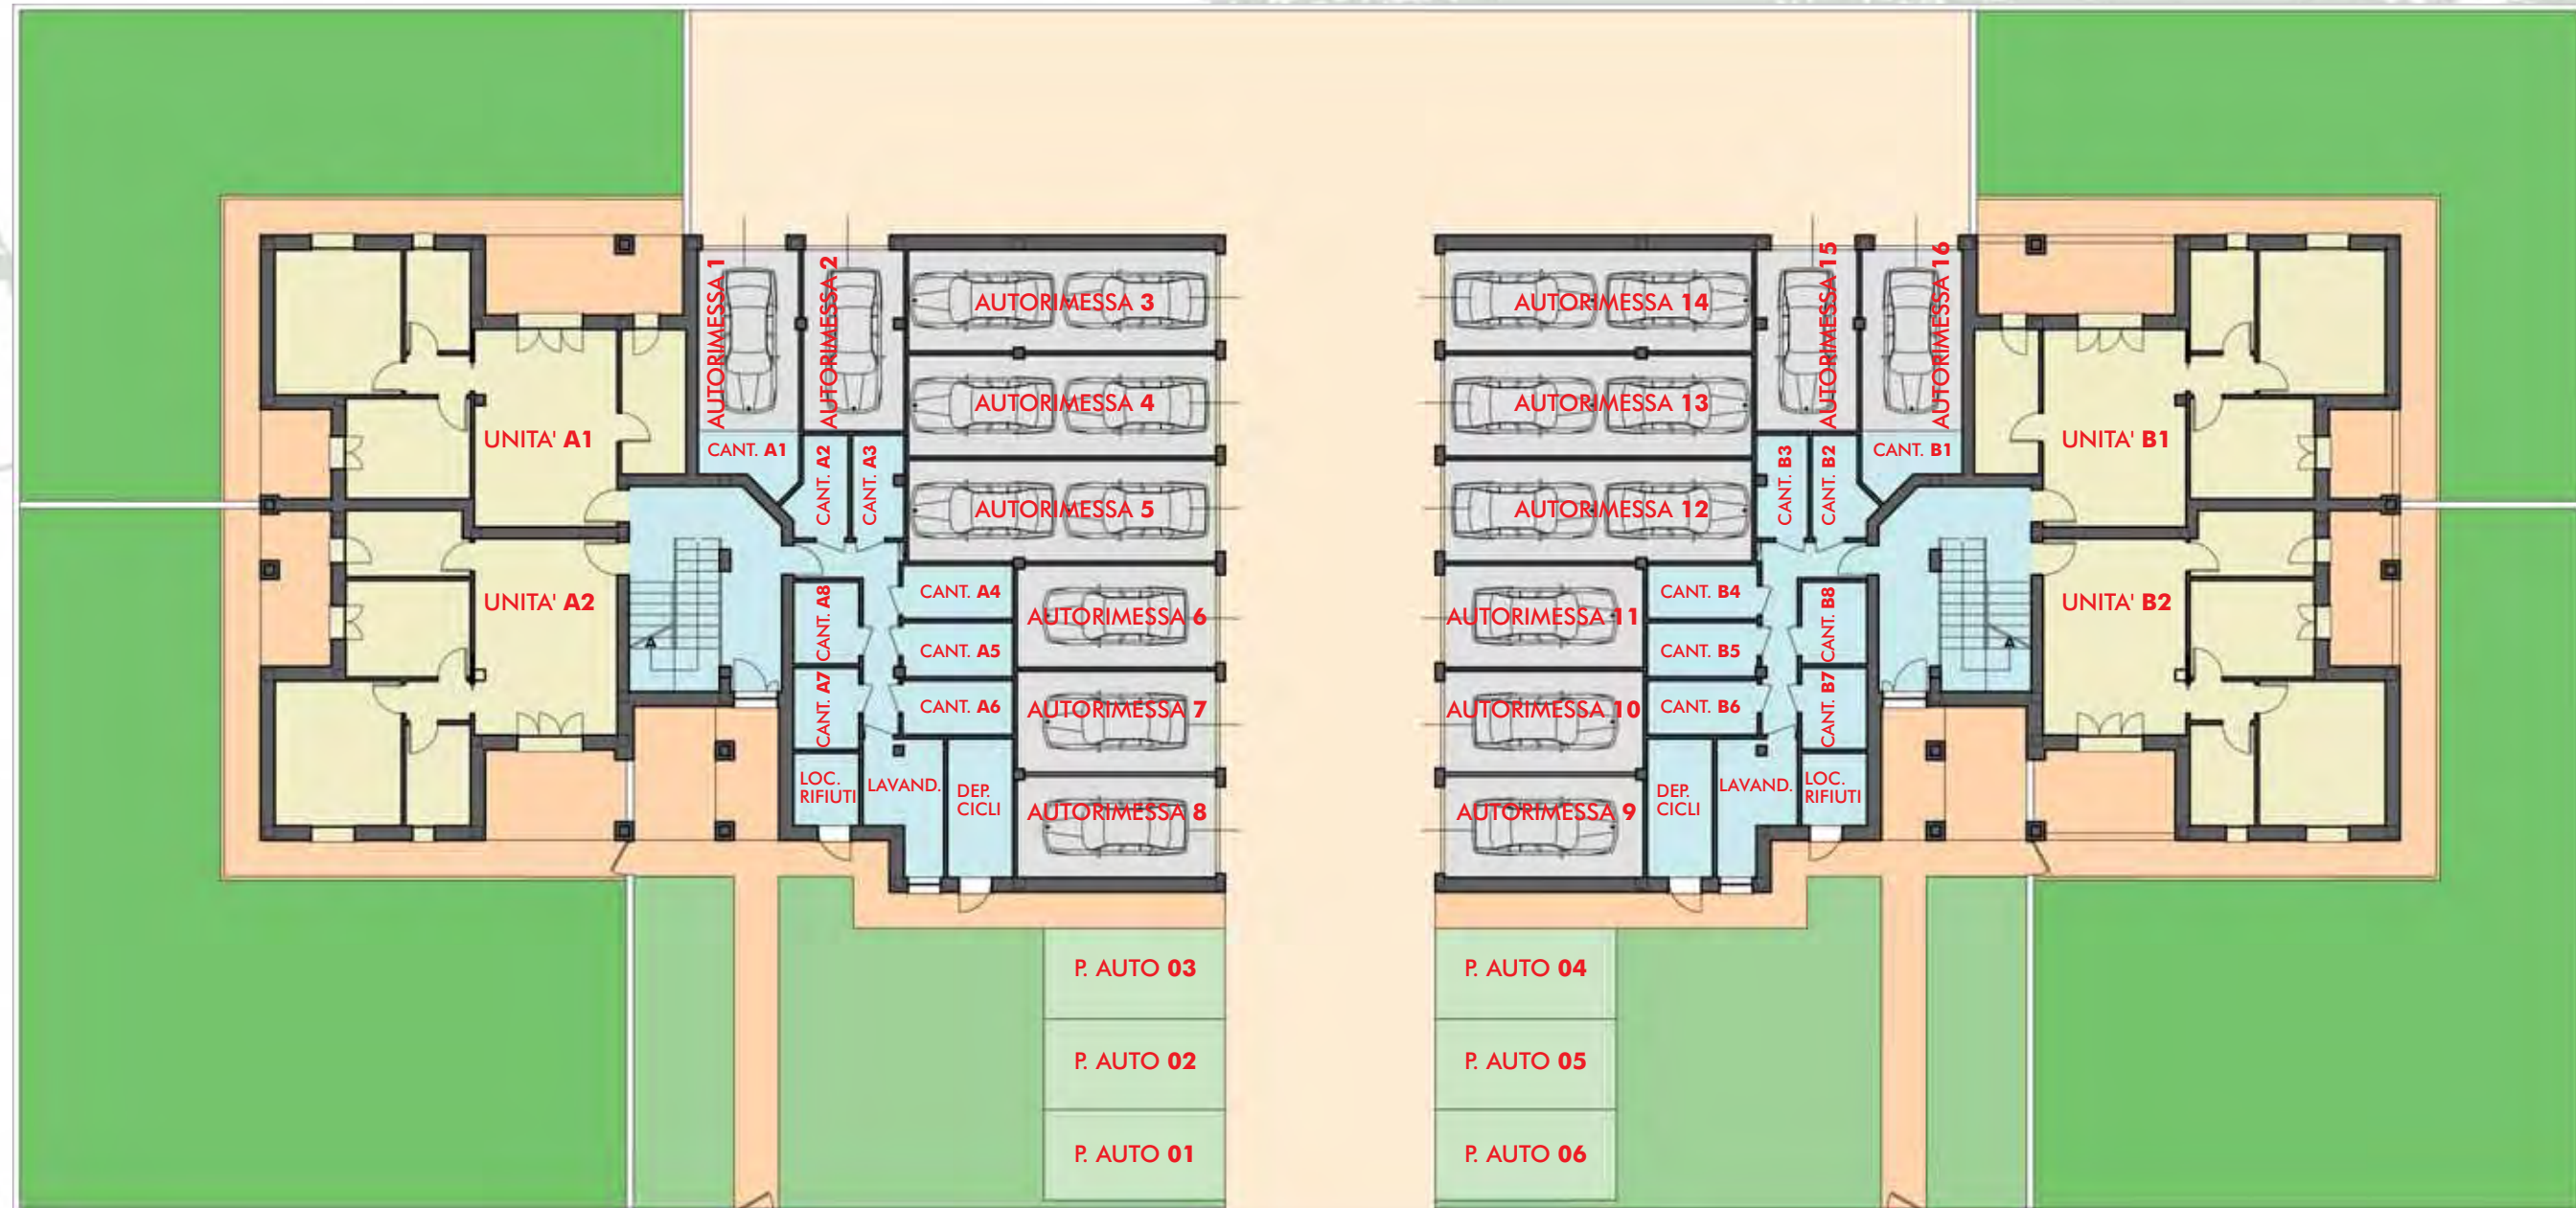 AUTORIMESSA 1
AUTORIMESSA 2
AUTORIMESSA 3
AUTORIMESSA 4
AUTORIMESSA 5
UNITA' A1
CANT. A1
CANT. A2
CANT. A3
UNITA' A2
CANT. A8
CANT. A4
AUTORIMESSA 6
CANT. A5
CANT. A7
CANT. A6
AUTORIMESSA 7
LOC.
RIFIUTI
LAVAND.
DEP.
CICLI
AUTORIMESSA 8
A
P. AUTO 03
P. AUTO 02
P. AUTO 01
AUTORIMESSA 14
AUTORIMESSA 15
AUTORIMESSA 16
AUTORIMESSA 13
AUTORIMESSA 12
CANT. B3
CANT. B2
CANT. B1
UNITA' B1
AUTORIMESSA 11
CANT. B4
CANT. B8
UNITA' B2
CANT. B5
A
AUTORIMESSA 10
CANT. B6
CANT. B7
AUTORIMESSA 9
DEP.
CICLI
LAVAND.
LOC.
RIFIUTI
P. AUTO 04
P. AUTO 05
P. AUTO 06